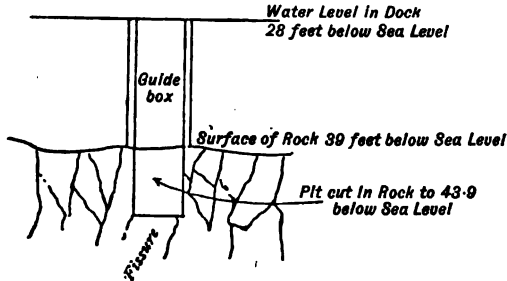 Water Level in Dock
28 feet below Sea Level
Guide
box
Surface of Rock 39 feet below Sea Level
Pit cut in Rock to 43·9
below Sea Level
Fissure